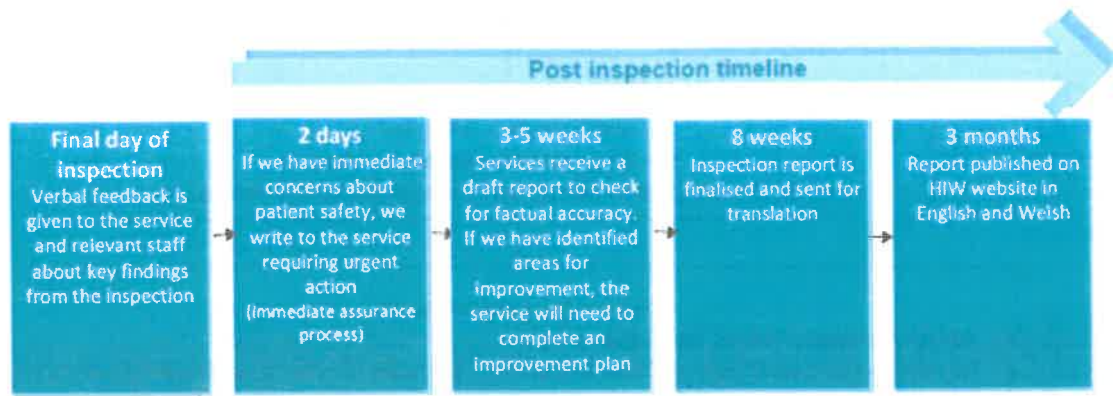 Post inspection timeline
Final day of
inspection
Verbal feedback is
given to the service
and relevant staff
about key findings
from the inspection
2 days
If we have immediate
concerns about
patient safety, we
write to the service
requiring urgent
action
(immediate assurance
process)
3-5 weeks
Services receive a
draft report to check
for factual accuracy.
If we have identified
areas for
improvement, the
service will need to
complete an
improvement plan
8 weeks
Inspection report is
finalised and sent for
translation
3 months
Report published on
HIW website in
English and Welsh